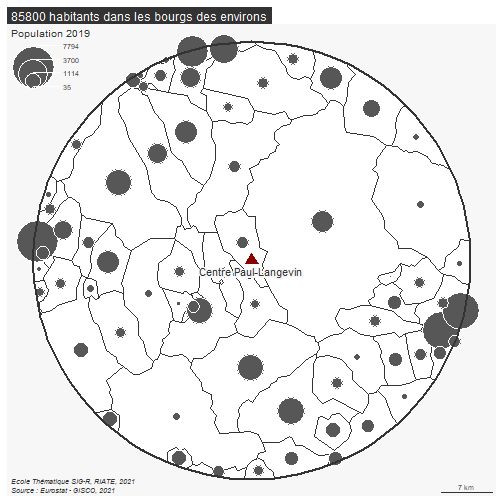 85800 habitants dans les bourgs des environs
Population 2019
7794
3700
1114
35
Centre Paul-Langevin
Ecole Thématique SIG-R, RIATE, 2021
Source : Eurostat - GISCO, 2021
7 km